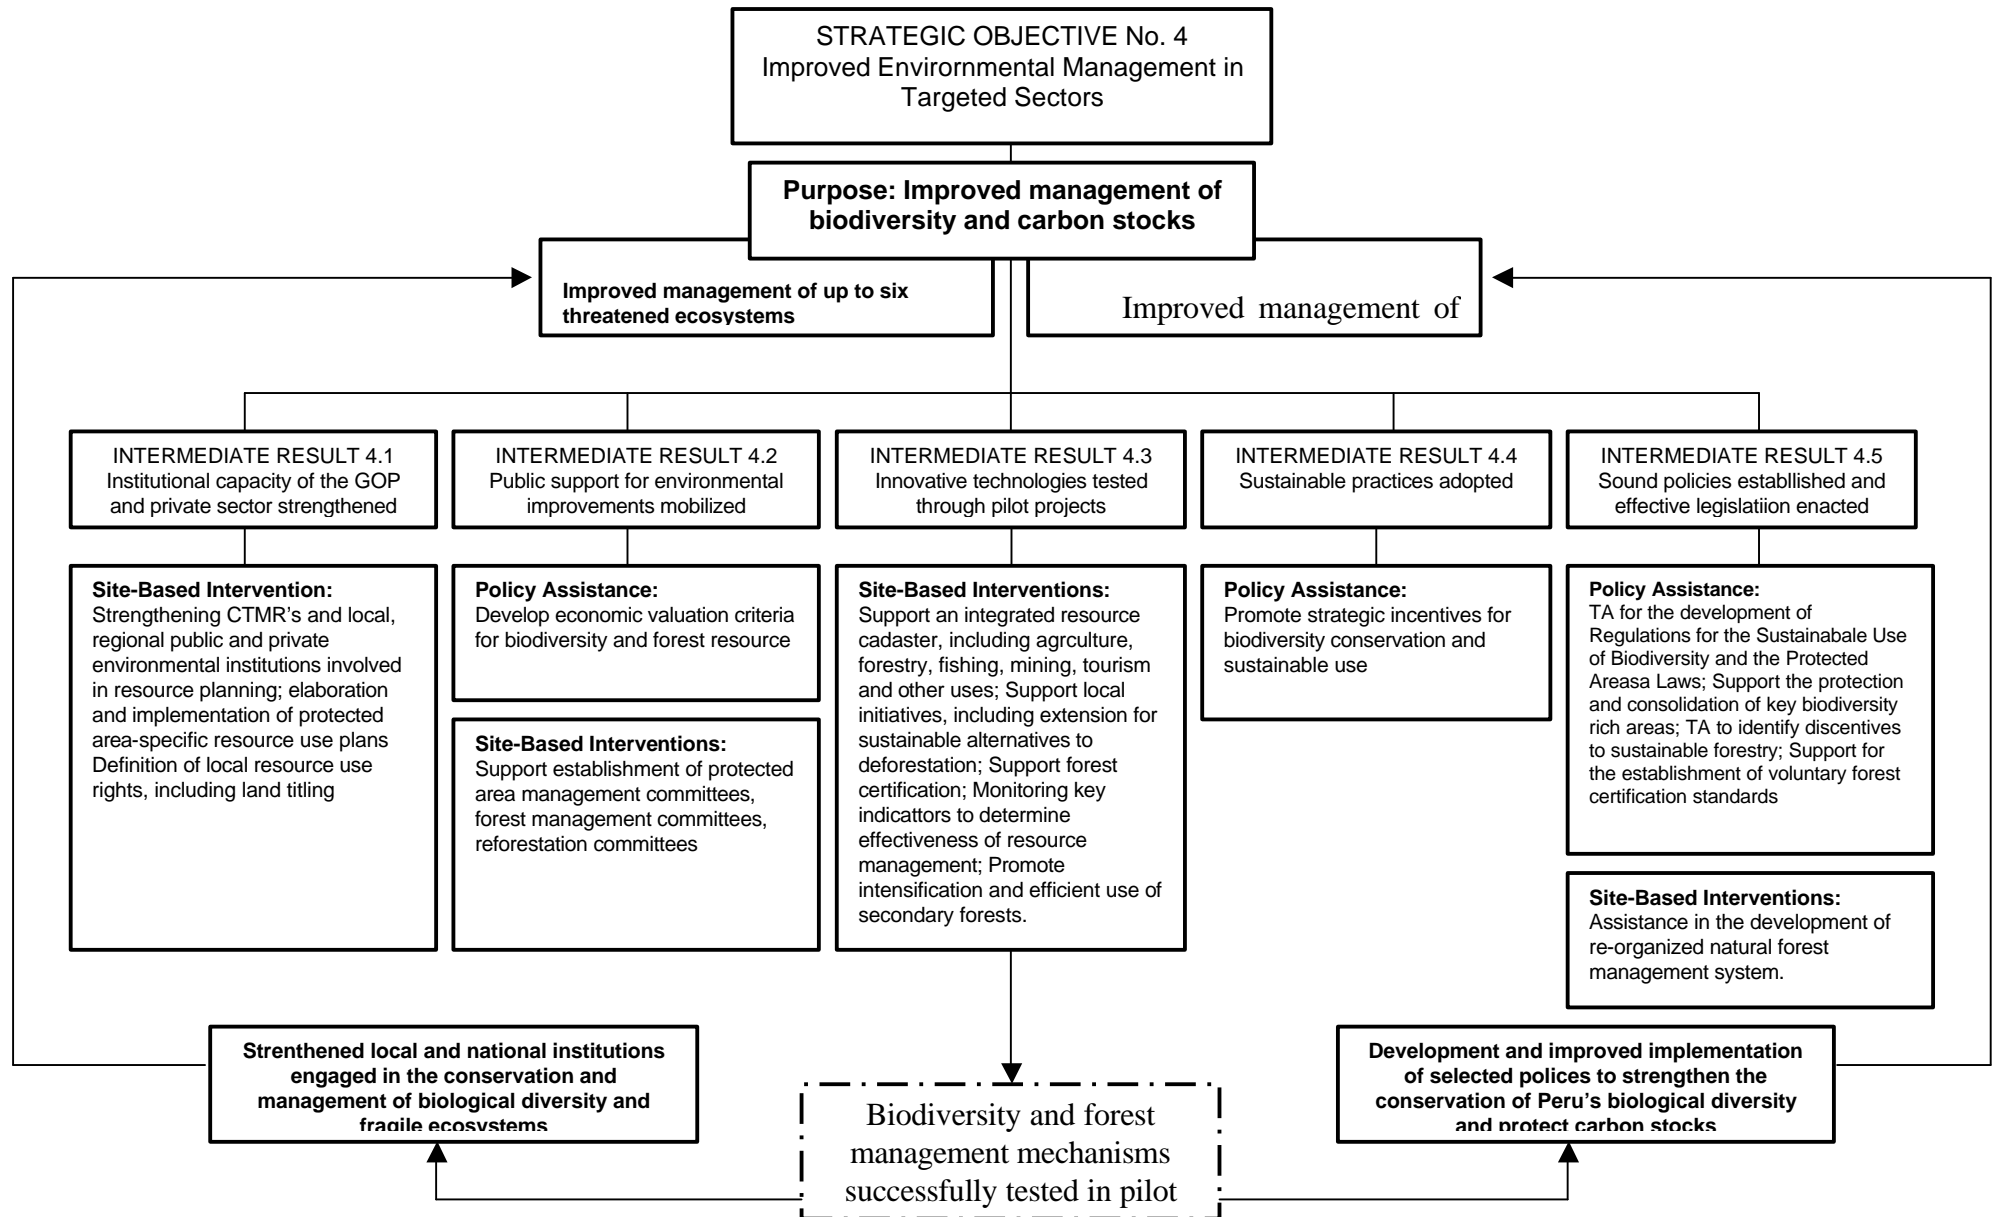 STRATEGIC OBJECTIVE No. 4
Improved Envirornmental Management in
Targeted Sectors
Purpose: Improved management of
biodiversity and carbon stocks
Improved management of up to six
threatened ecosystems
Improved management of
INTERMEDIATE RESULT 4.1
Institutional capacity of the GOP
and private sector strengthened
INTERMEDIATE RESULT 4.2
Public support for environmental
improvements mobilized
INTERMEDIATE RESULT 4.3
Innovative technologies tested
through pilot projects
INTERMEDIATE RESULT 4.4
Sustainable practices adopted
INTERMEDIATE RESULT 4.5
Sound policies establlished and
effective legislatiion enacted
Site-Based Intervention:
Strengthening CTMR's and local,
regional public and private
environmental institutions involved
in resource planning; elaboration
and implementation of protected
area-specific resource use plans
Definition of local resource use
rights, including land titling
Policy Assistance:
Develop economic valuation criteria
for biodiversity and forest resource
Site-Based Interventions:
Support establishment of protected
area management committees,
forest management committees,
reforestation committees
Site-Based Interventions:
Support an integrated resource
cadaster, including agrculture,
forestry, fishing, mining, tourism
and other uses; Support local
initiatives, including extension for
sustainable alternatives to
deforestation; Support forest
certification; Monitoring key
indicattors to determine
effectiveness of resource
management; Promote
intensification and efficient use of
secondary forests.
Policy Assistance:
Promote strategic incentives for
biodiversity conservation and
sustainable use
Policy Assistance:
TA for the development of
Regulations for the Sustainabale Use
of Biodiversity and the Protected
Areasa Laws; Support the protection
and consolidation of key biodiversity
rich areas; TA to identify discentives
to sustainable forestry; Support for
the establishment of voluntary forest
certification standards
Site-Based Interventions:
Assistance in the development of
re-organized natural forest
management system.
Strenthened local and national institutions
engaged in the conservation and
management of biological diversity and
fragile ecosystems
Biodiversity and forest
management mechanisms
successfully tested in pilot
Development and improved implementation
of selected polices to strengthen the
conservation of Peru's biological diversity
and protect carbon stocks